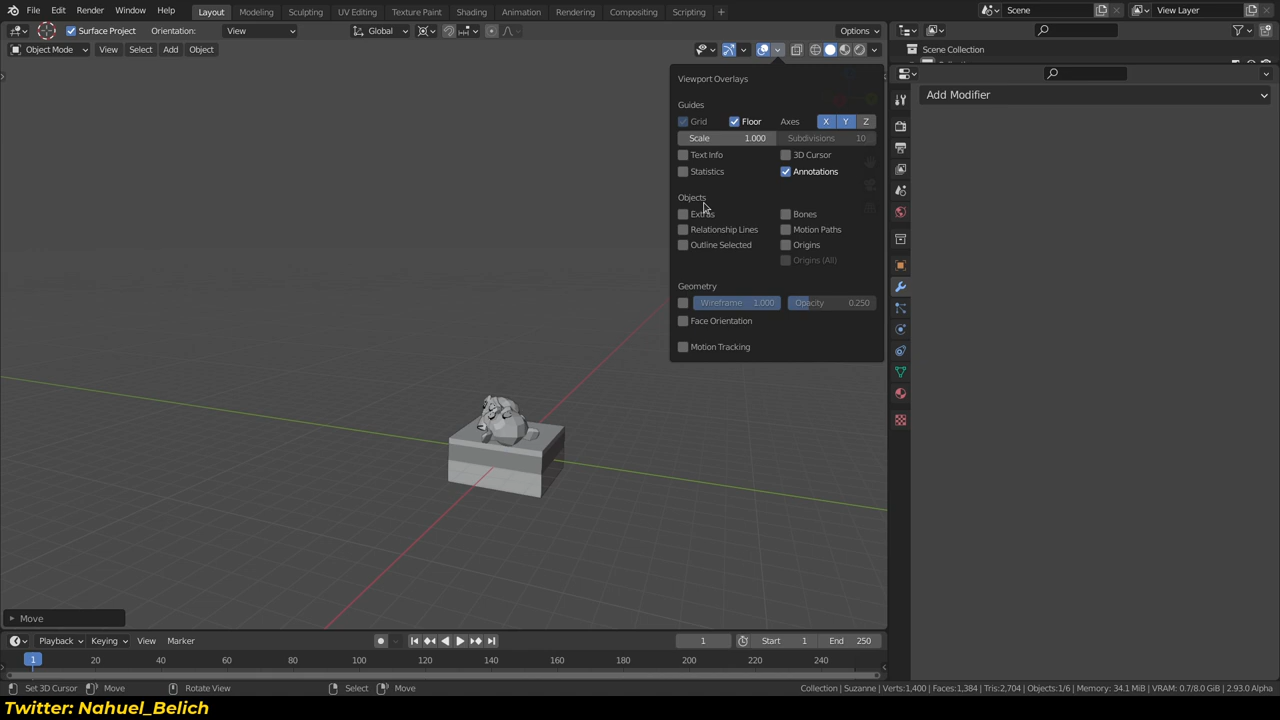 File Edit Render Window Help Layout Modeling Sculpting UV Editing Texture Paint Shading Animation Rendering Compositing Scripting + Scene View Layer
Surface Project Orientation: View Global Options
Object Mode View Select Add Object Scene Collection
Viewport Overlays
Add Modifier
Guides
Grid Floor Axes X Y Z
Scale 1.000 Subdivisions 10
Text Info 3D Cursor
Statistics Annotations
Objects
Extras Bones
Relationship Lines Motion Paths
Outline Selected Origins
Origins (All)
Geometry
Wireframe 1.000 Opacity 0.250
Face Orientation
Motion Tracking
Move
Playback Keying View Marker 1 Start 1 End 250
1 20 40 60 80 100 120 140 160 180 200 220 240
Set 3D Cursor Move Rotate View Select Move Collection | Suzanne | Verts:1,400 | Faces:1,384 | Tris:2,704 | Objects:1/6 | Memory: 34.1 MiB | VRAM: 0.7/8.0 GiB | 2.93.0 Alpha
Twitter: Nahuel_Belich